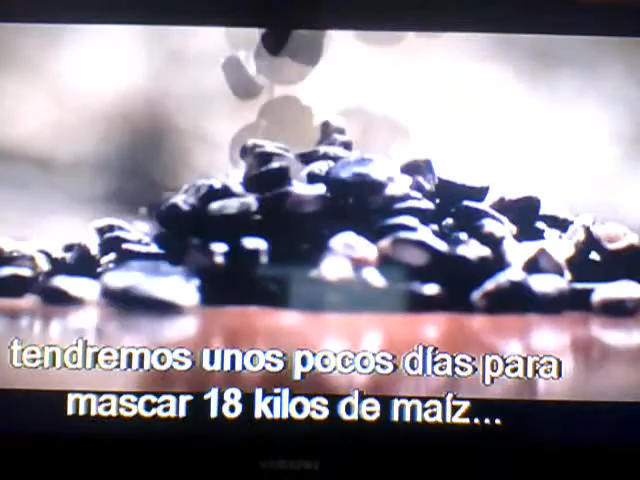 tendremos unos pocos días para
mascar 18 kilos de maíz...